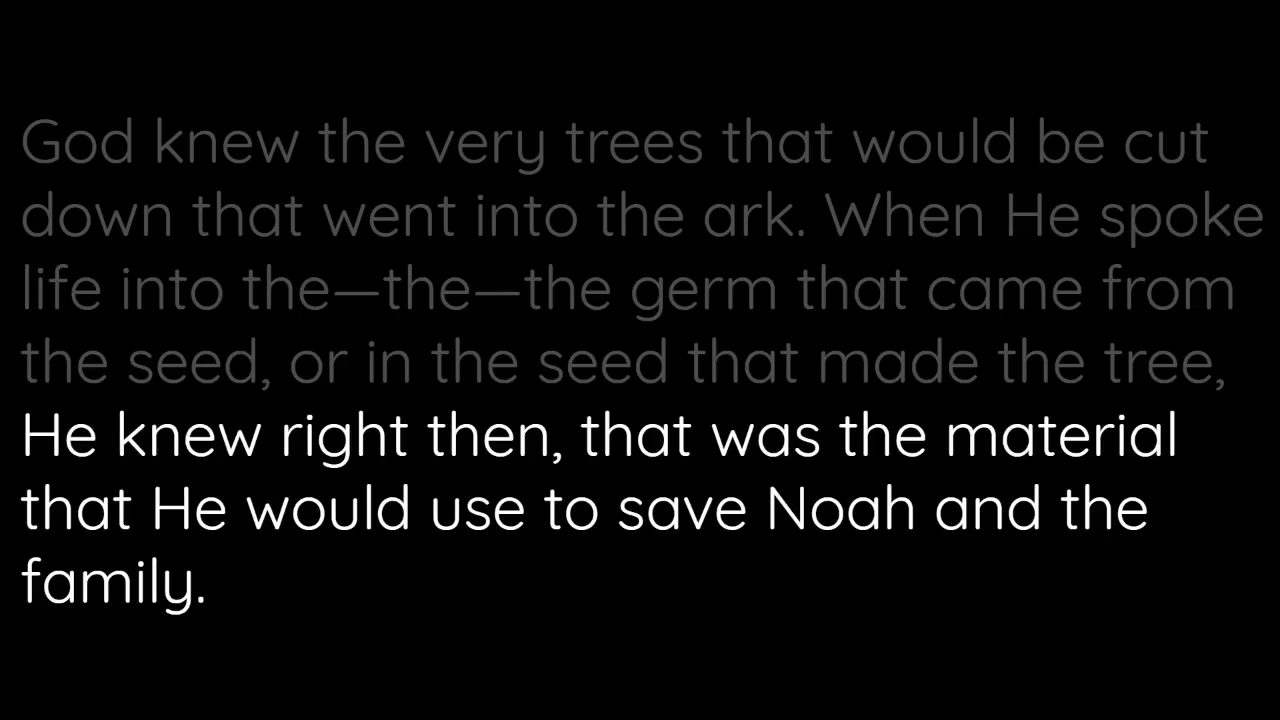 God knew the very trees that would be cut
down that went into the ark. When He spoke
life into the—the—the germ that came from
the seed, or in the seed that made the tree,
He knew right then, that was the material
that He would use to save Noah and the
family.